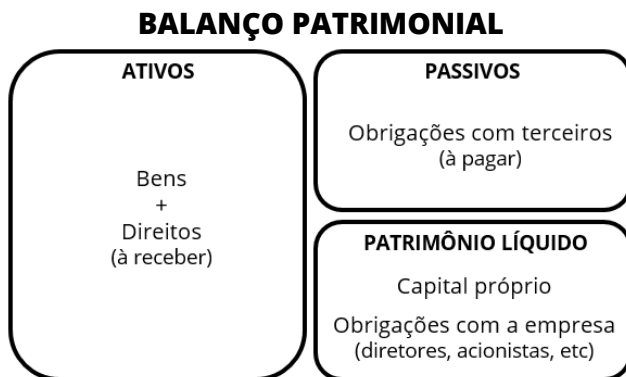 BALANÇO PATRIMONIAL
ATIVOS
Bens
+
Direitos
(à receber)
PASSIVOS
Obrigações com terceiros
(à pagar)
PATRIMÔNIO LÍQUIDO
Capital próprio
Obrigações com a empresa
(diretores, acionistas, etc)